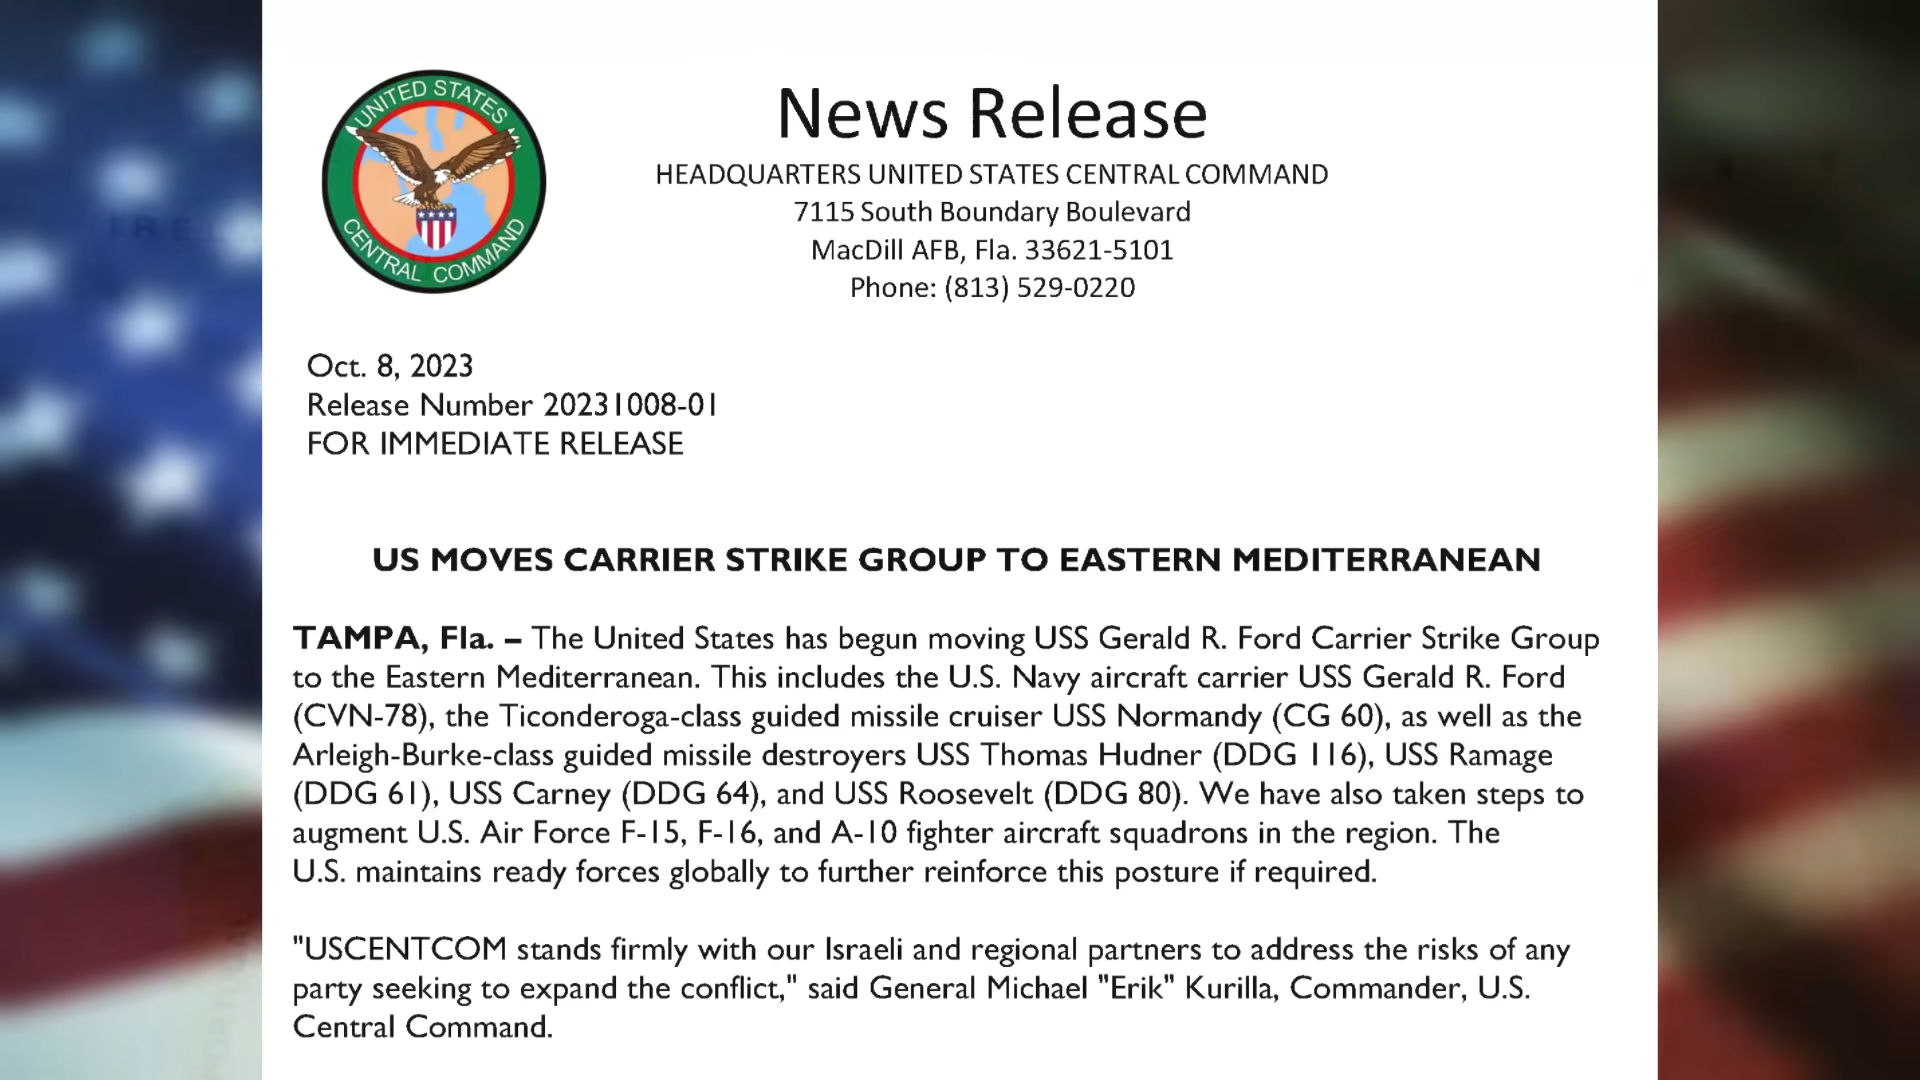 UNITED STATES
CENTRAL COMMAND
News Release
HEADQUARTERS UNITED STATES CENTRAL COMMAND
7115 South Boundary Boulevard
MacDill AFB, Fla. 33621-5101
Phone: (813) 529-0220
Oct. 8, 2023
Release Number 20231008-01
FOR IMMEDIATE RELEASE
US MOVES CARRIER STRIKE GROUP TO EASTERN MEDITERRANEAN
TAMPA, Fla. – The United States has begun moving USS Gerald R. Ford Carrier Strike Group
to the Eastern Mediterranean. This includes the U.S. Navy aircraft carrier USS Gerald R. Ford
(CVN-78), the Ticonderoga-class guided missile cruiser USS Normandy (CG 60), as well as the
Arleigh-Burke-class guided missile destroyers USS Thomas Hudner (DDG 116), USS Ramage
(DDG 61), USS Carney (DDG 64), and USS Roosevelt (DDG 80). We have also taken steps to
augment U.S. Air Force F-15, F-16, and A-10 fighter aircraft squadrons in the region. The
U.S. maintains ready forces globally to further reinforce this posture if required.
"USCENTCOM stands firmly with our Israeli and regional partners to address the risks of any
party seeking to expand the conflict," said General Michael "Erik" Kurilla, Commander, U.S.
Central Command.